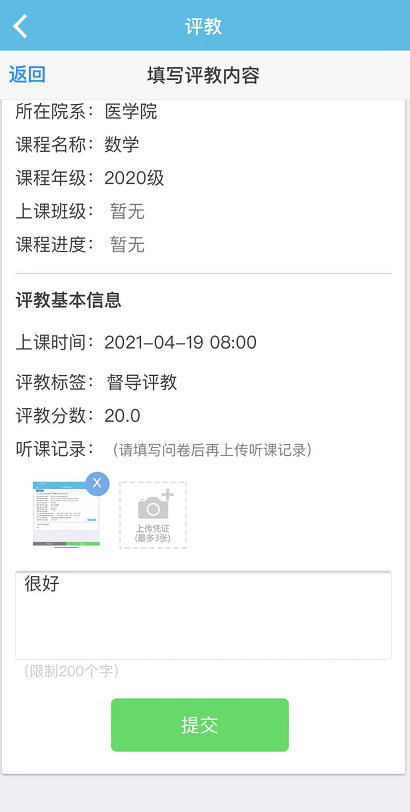 评教
返回 填写评教内容
所在院系：医学院
课程名称：数学
课程年级：2020级
上课班级： 暂无
课程进度： 暂无
评教基本信息
上课时间：2021-04-19 08:00
评教标签：督导评教
评教分数：20.0
听课记录：（请填写问卷后再上传听课记录）
X
上传凭证
(最多3张)
很好
(限制200个字)
提交